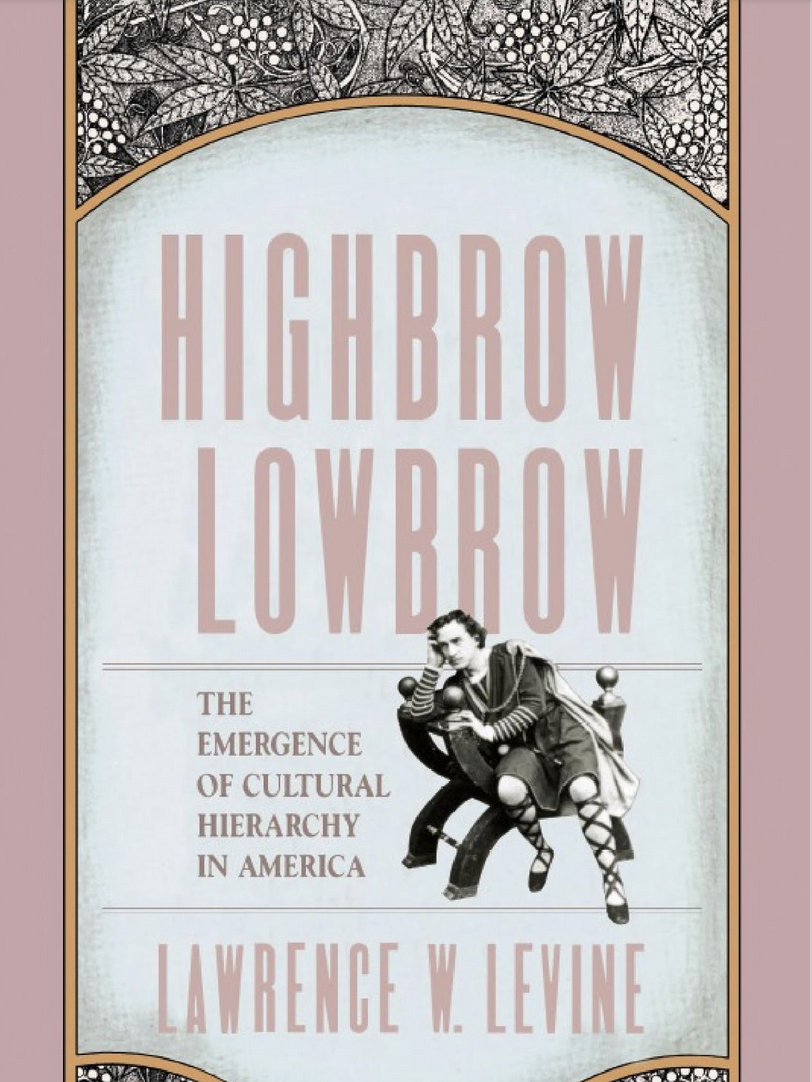 HIGHBROW
LOWBROW
THE
EMERGENCE
OF CULTURAL
HIERARCHY
IN AMERICA
LAWRENCE W. LEVINE